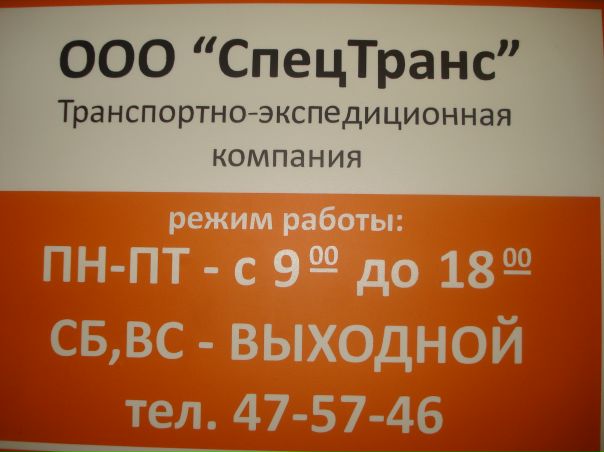 ООО “СпецТранс”
Транспортно-экспедиционная
компания
режим работы:
ПН-ПТ - с 9 00 до 18 00
СБ,ВС - ВЫХОДНОЙ
тел. 47-57-46